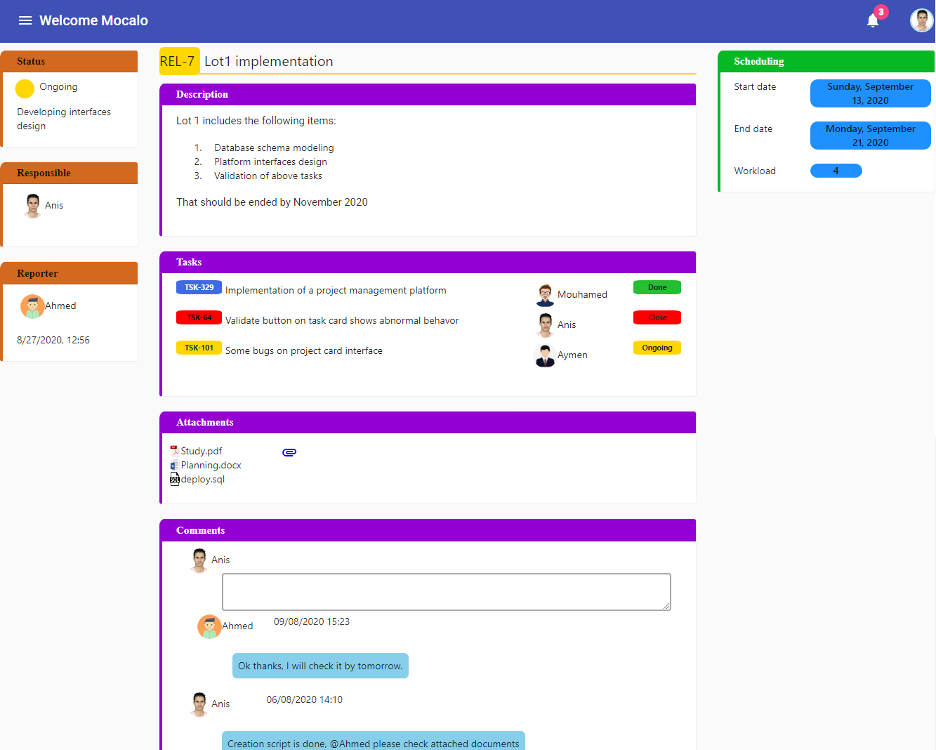 Welcome Mocalo
3
Status
Ongoing
Developing interfaces
design
Responsible
Anis
Reporter
Ahmed
8/27/2020, 12:56
REL-7 Lot1 implementation
Description
Lot 1 includes the following items:
1. Database schema modeling
2. Platform interfaces design
3. Validation of above tasks
That should be ended by November 2020
Tasks
TSK-329 Implementation of a project management platform Mouhamed Done
TSK-64 Validate button on task card shows abnormal behavor Anis Close
TSK-101 Some bugs on project card interface Aymen Ongoing
Attachments
Study.pdf
Planning.docx
deploy.sql
Comments
Anis
Ahmed 09/08/2020 15:23
Ok thanks, I will check it by tomorrow.
Anis 06/08/2020 14:10
Creation script is done, @Ahmed please check attached documents
Scheduling
Start date Sunday, September
13, 2020
End date Monday, September
21, 2020
Workload 4